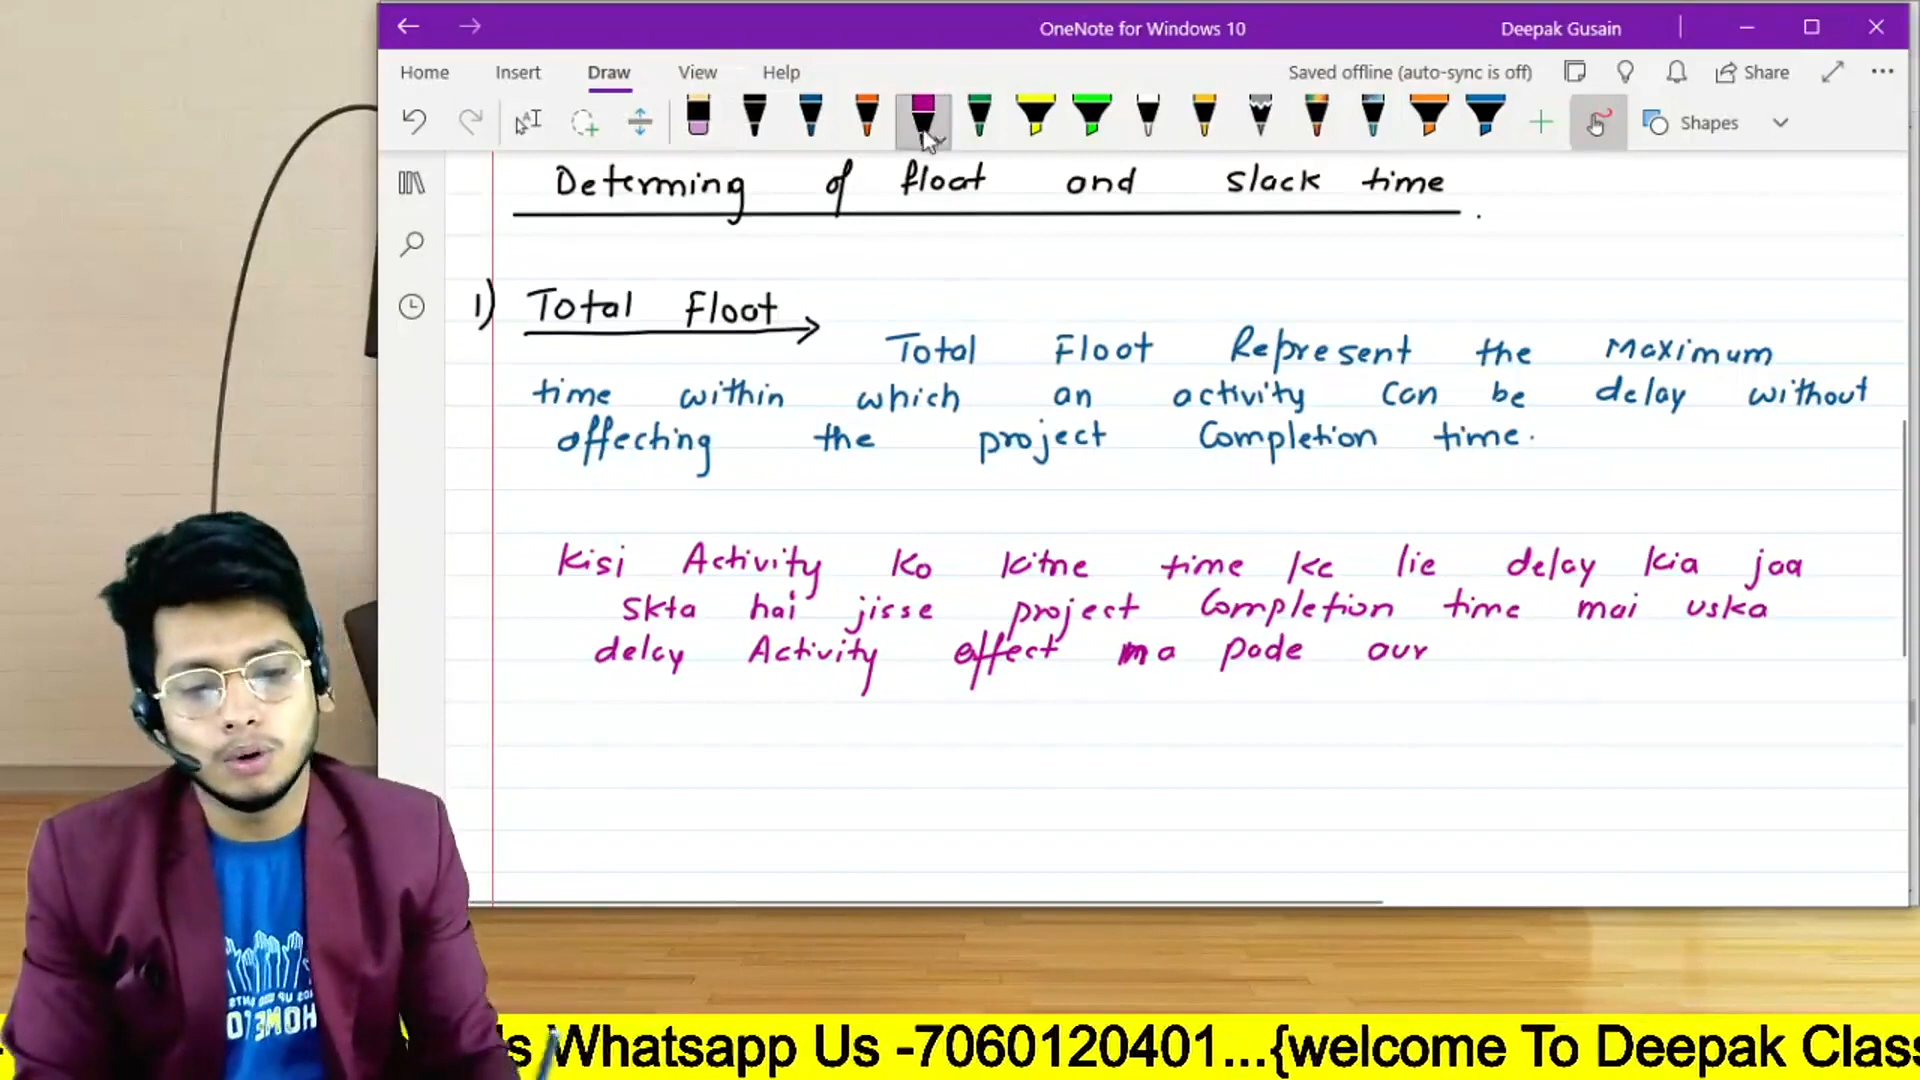 OneNote for Windows 10
Deepak Gusain
Home Insert Draw View Help
Saved offline (auto-sync is off)
Share
Shapes
Determing of float and slack time.
1) Total Float
Total Float Represent the Maximum
time within which an activity Can be delay without
affecting the project Completion time.
Kisi Activity Ko Kitne time ke lie delay kia jaa
skta hai jisse project Completion time mai uska
delay Activity effect na pade aur
s Whatsapp Us -7060120401...{welcome To Deepak Class